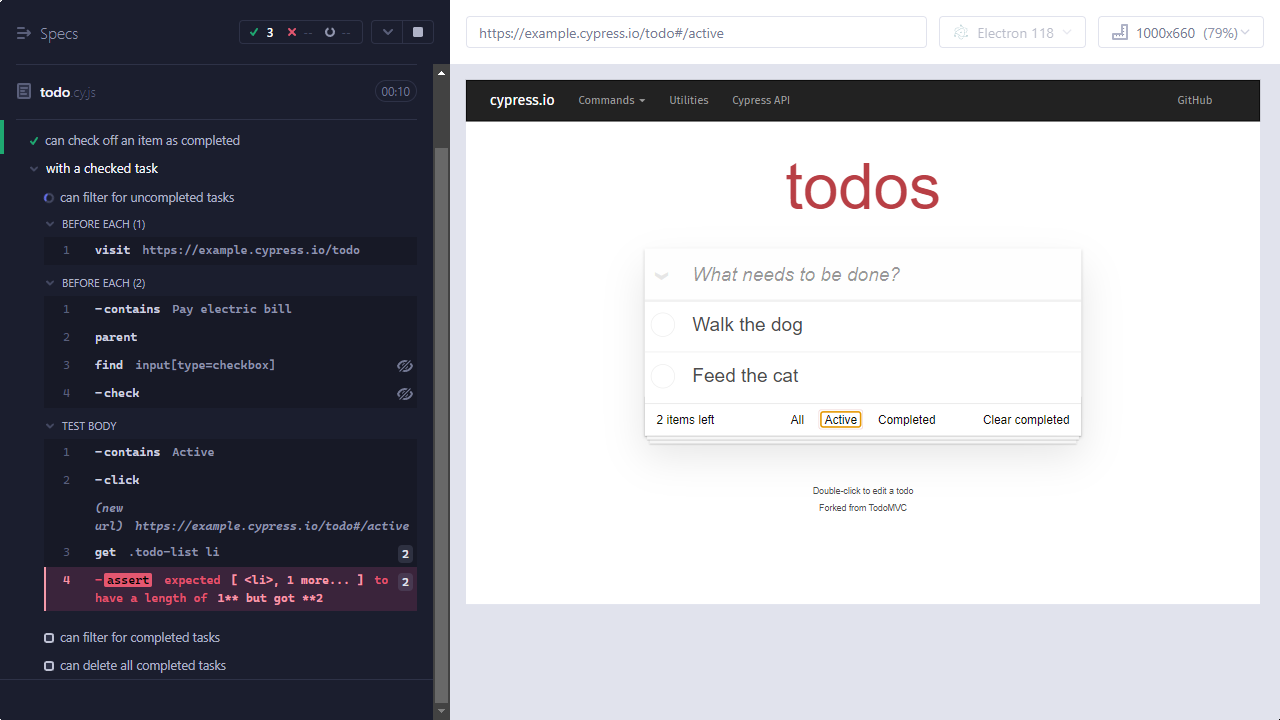 Specs
3
--
--
todo.cy.js
00:10
can check off an item as completed
with a checked task
can filter for uncompleted tasks
BEFORE EACH (1)
1 visit https://example.cypress.io/todo
BEFORE EACH (2)
1 -contains Pay electric bill
2 parent
3 find input[type=checkbox]
4 -check
TEST BODY
1 -contains Active
2 -click
(new
url) https://example.cypress.io/todo#/active
3 get .todo-list li 2
4 -assert expected [ <li>, 1 more... ] to 2
have a length of 1** but got **2
can filter for completed tasks
can delete all completed tasks
https://example.cypress.io/todo#/active
Electron 118
1000x660 (79%)
cypress.io Commands Utilities Cypress API GitHub
todos
What needs to be done?
Walk the dog
Feed the cat
2 items left All Active Completed Clear completed
Double-click to edit a todo
Forked from TodoMVC